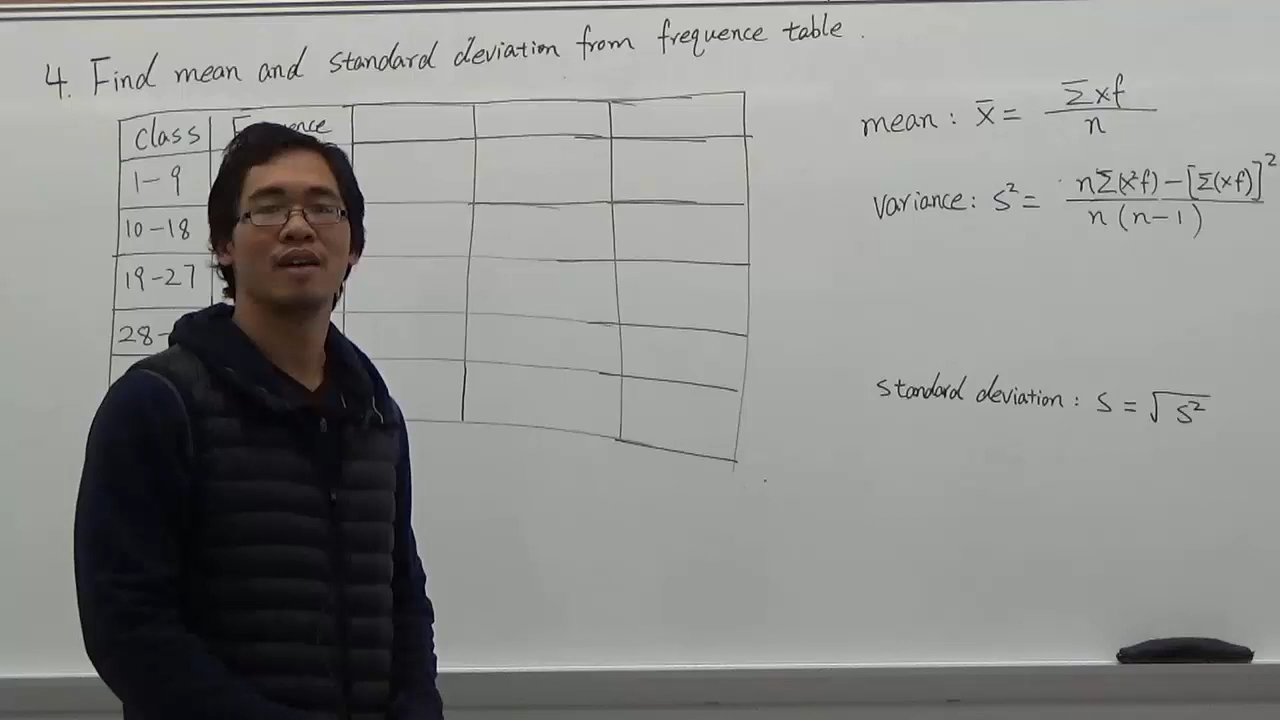 4. Find mean and standard deviation from frequence table.
class
1-9
10-18
19-27
28-
mean: x̄ = Σxf / n
variance: s² = n Σ(x²f) - [Σ(xf)]² / n(n-1)
standard deviation: s = √s²